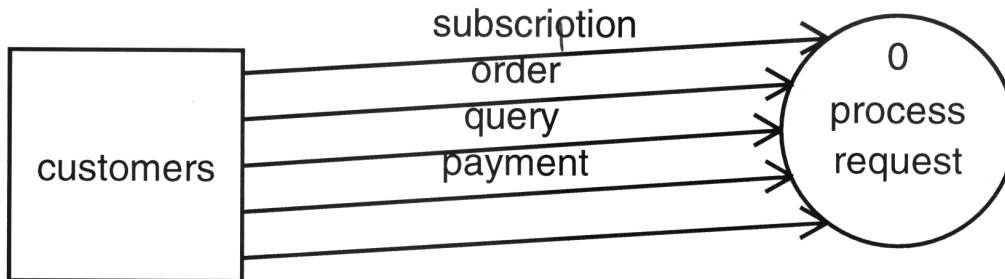 subscription
order
query
payment
customers
0
process
request